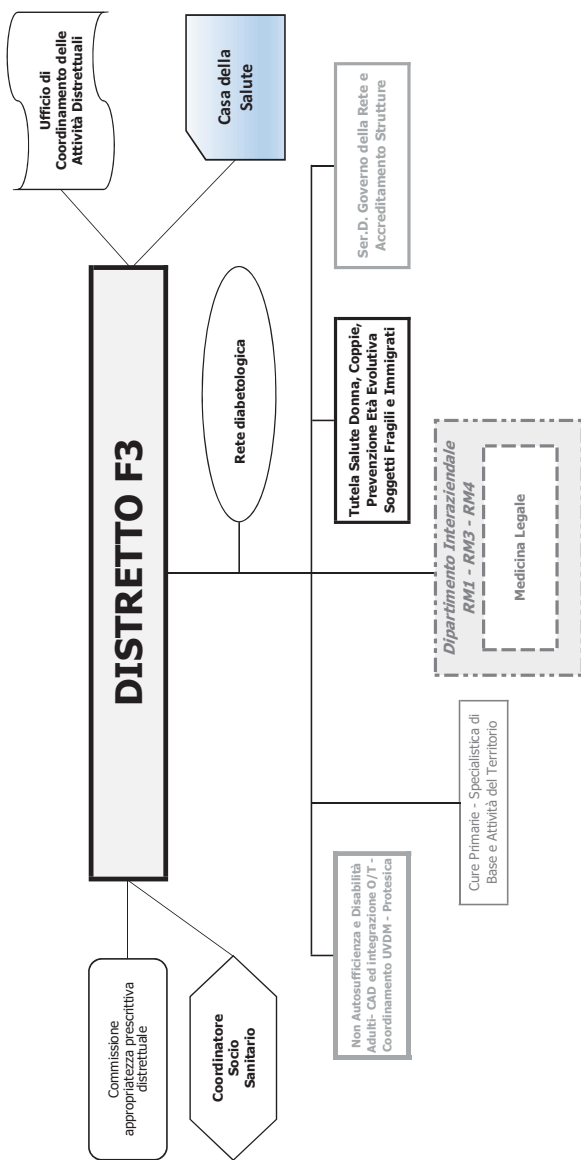 Ufficio di
Coordinamento delle
Attività Distrettuali
Casa della
Salute
DISTRETTO F3
Commissione
appropriatezza prescrittiva
distrettuale
Coordinatore
Socio
Sanitario
Rete diabetologica
Non Autosufficienza e Disabilità
Adulti- CAD ed integrazione O/T -
Coordinamento UVDM - Protesica
Cure Primarie - Specialistica di
Base e Attività del Territorio
Dipartimento Interaziendale
RM1 - RM3 - RM4
Medicina Legale
Tutela Salute Donna, Coppie,
Prevenzione Età Evolutiva
Soggetti Fragili e Immigrati
Ser.D. Governo della Rete e
Accreditamento Strutture